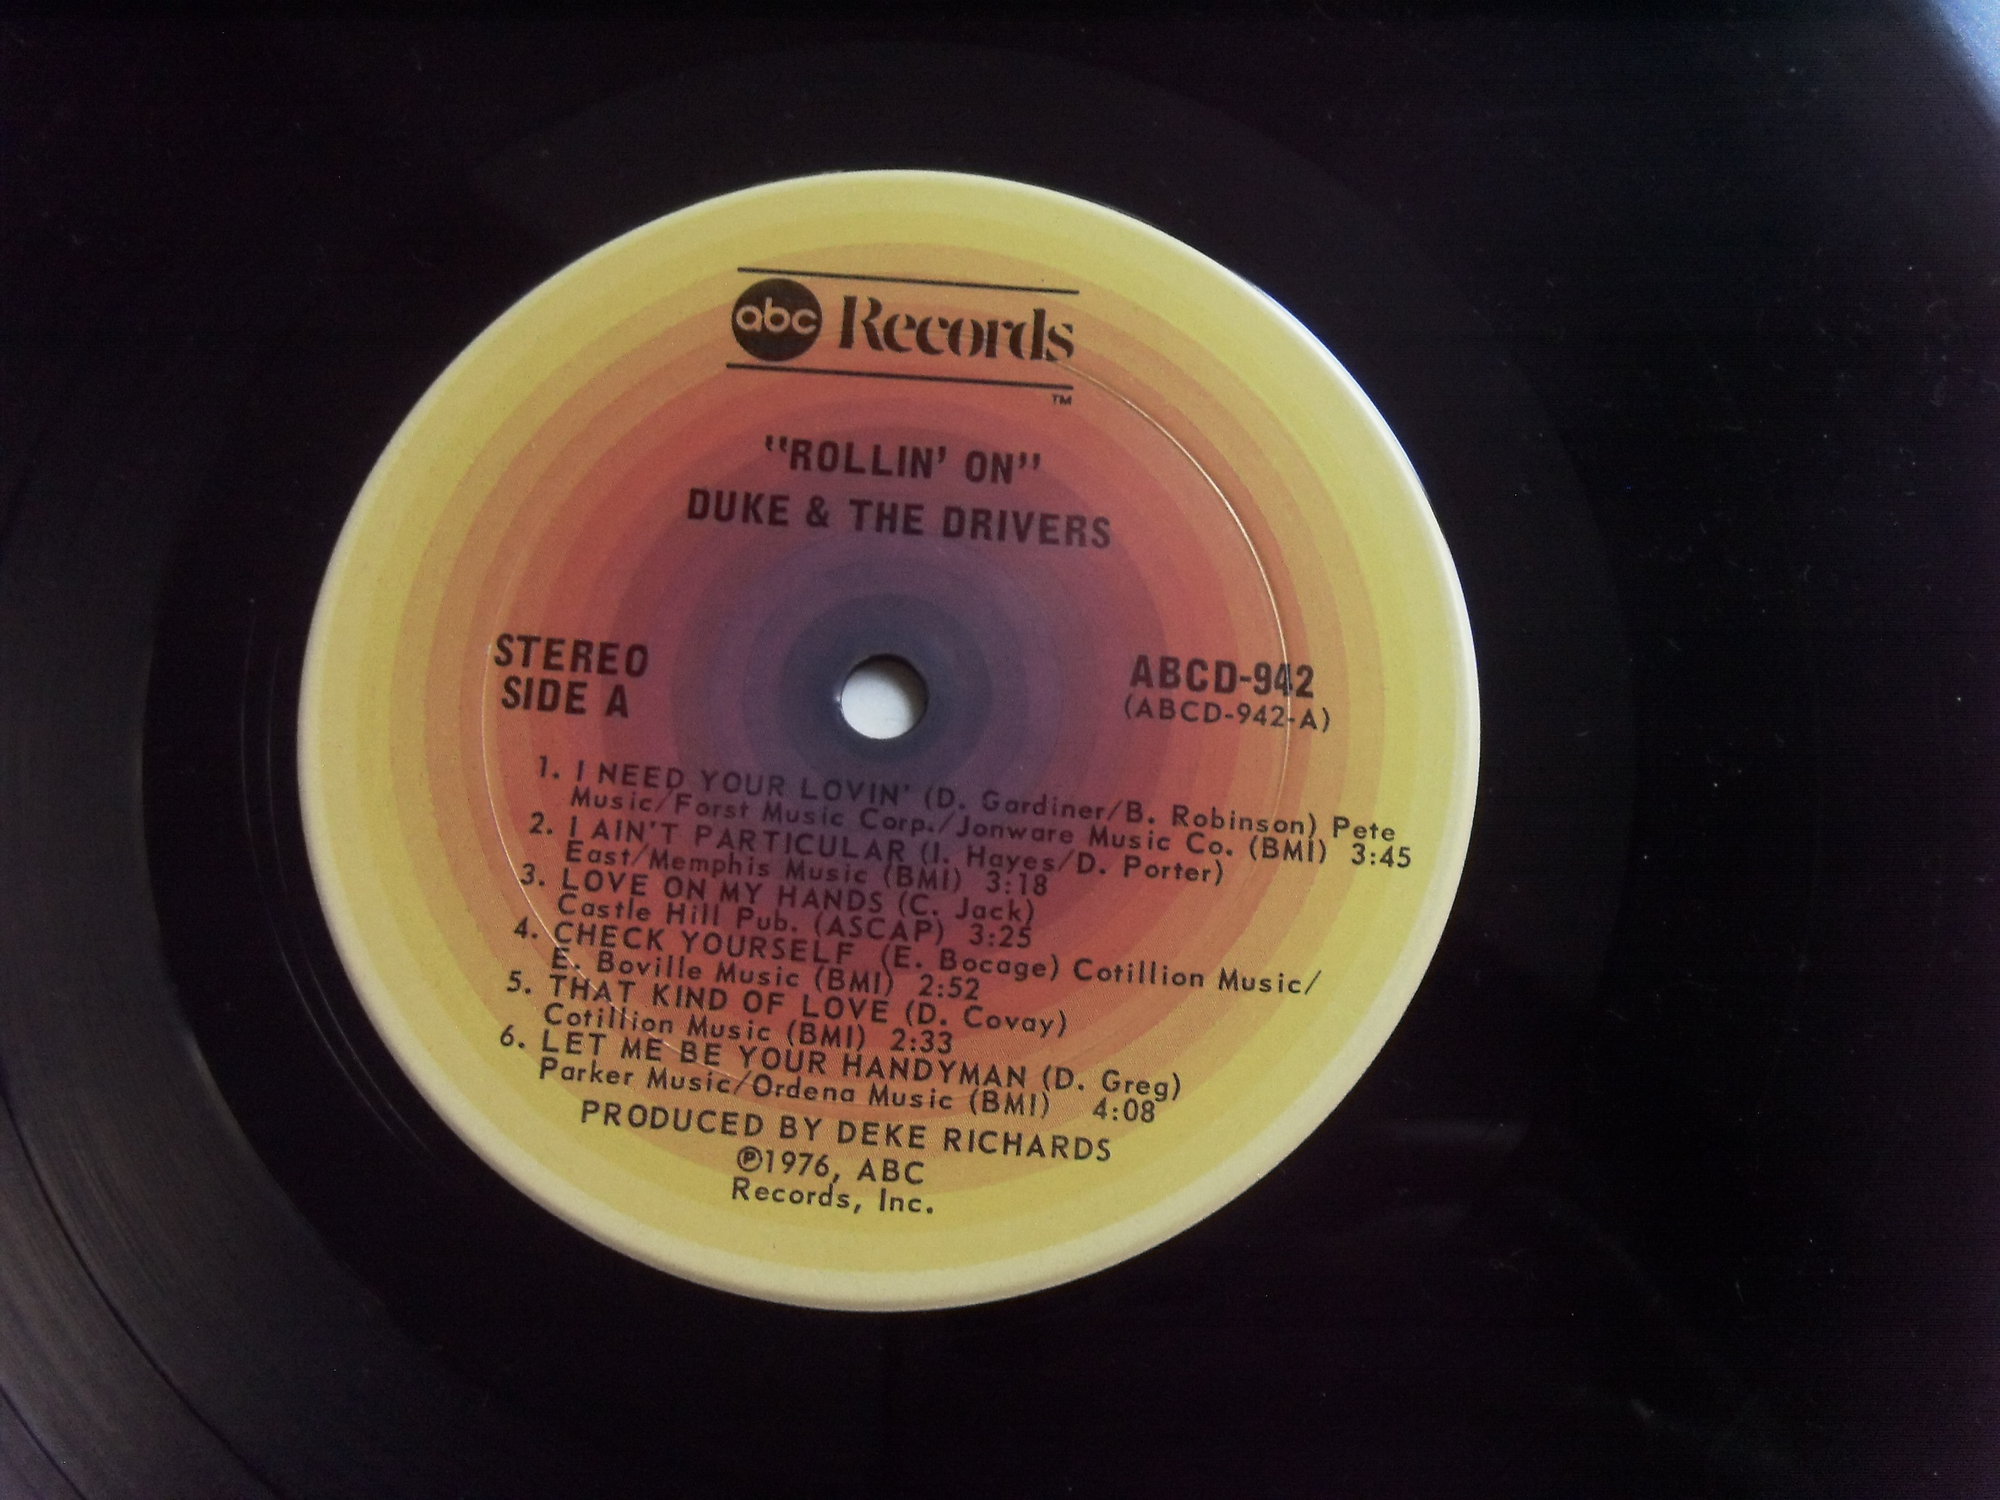 abc Records
TM
"ROLLIN' ON"
DUKE & THE DRIVERS
STEREO
SIDE A
ABCD-942
(ABCD-942-A)
1. I NEED YOUR LOVIN' (D. Gardiner/B. Robinson) Pete
Music/Forst Music Corp./Jonware Music Co. (BMI) 3:45
2. I AIN'T PARTICULAR (I. Hayes/D. Porter)
East/Memphis Music (BMI) 3:18
3. LOVE ON MY HANDS (C. Jack)
Castle Hill Pub. (ASCAP) 3:25
4. CHECK YOURSELF (E. Bocage) Cotillion Music/
E. Boville Music (BMI) 2:52
5. THAT KIND OF LOVE (D. Covay)
Cotillion Music (BMI) 2:33
6. LET ME BE YOUR HANDYMAN (D. Greg)
Parker Music/Ordena Music (BMI) 4:08
PRODUCED BY DEKE RICHARDS
℗1976, ABC
Records, Inc.